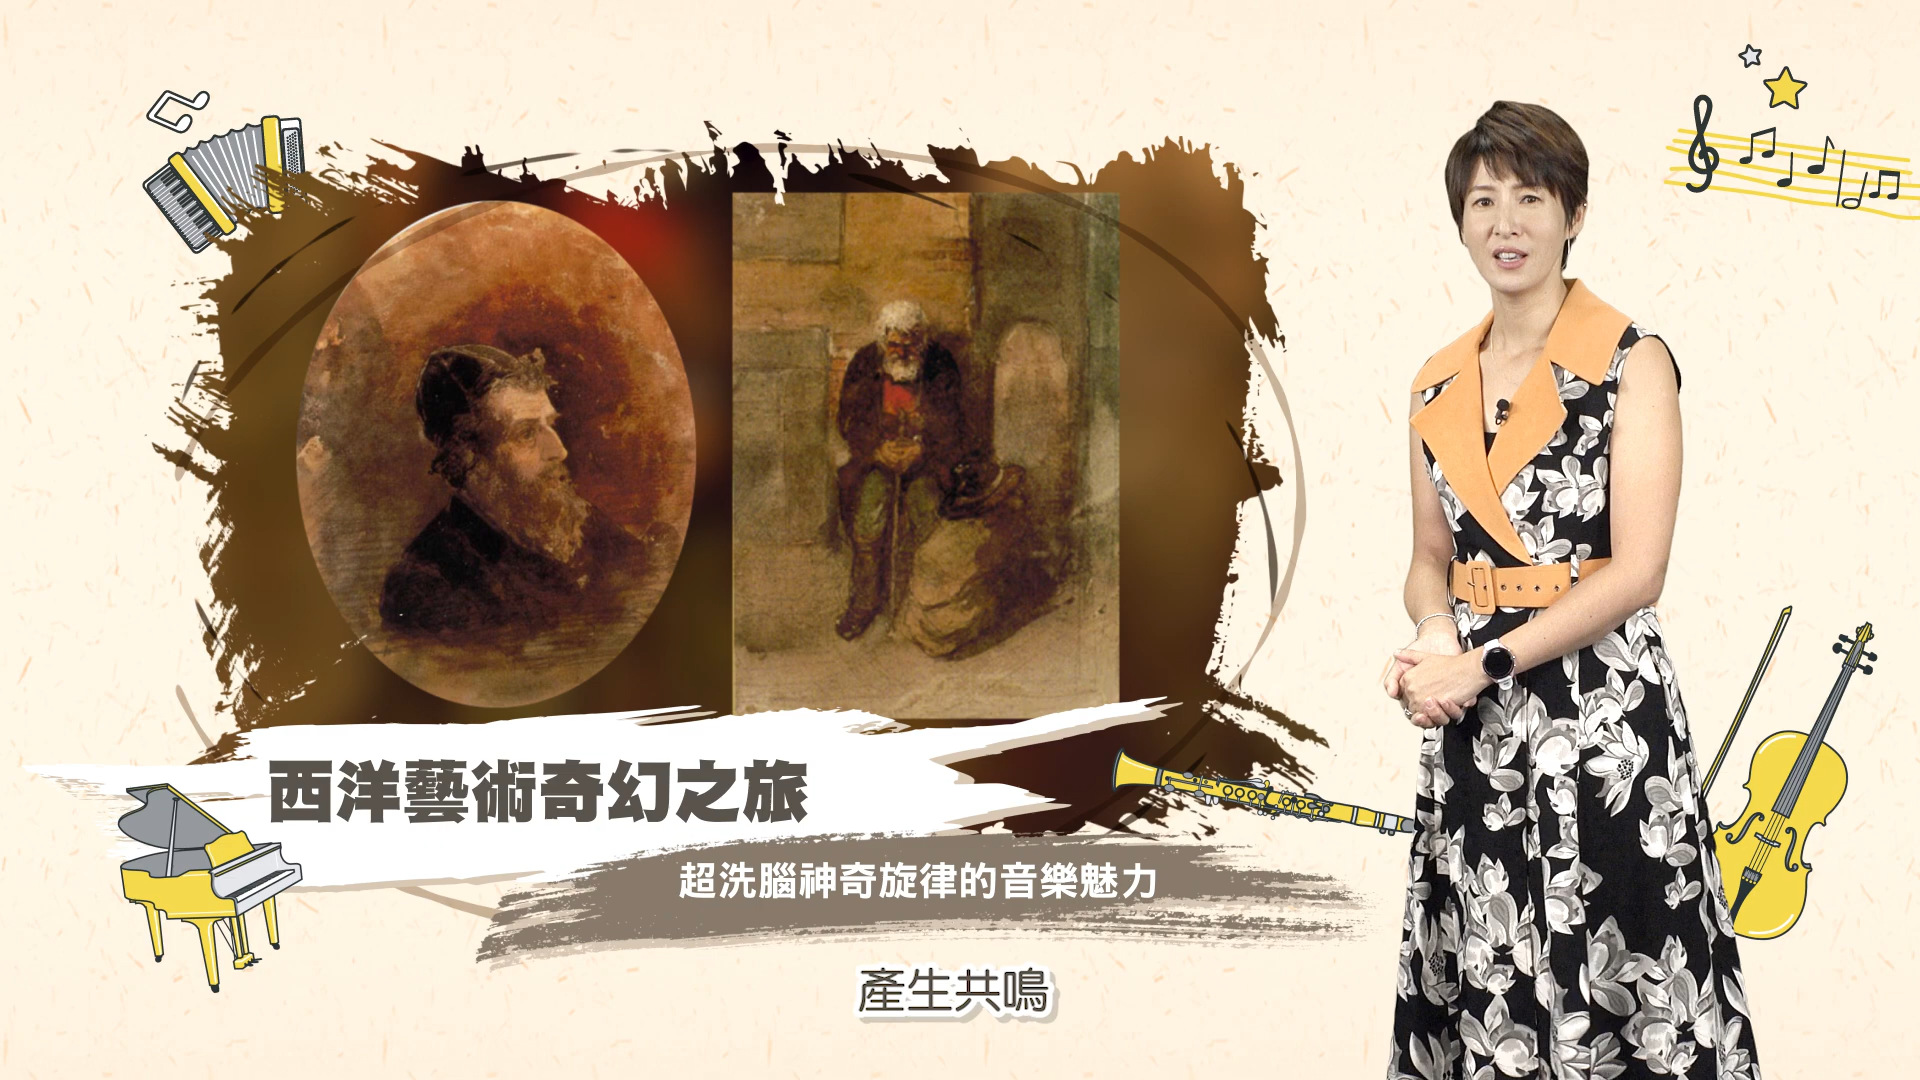 西洋藝術奇幻之旅
超洗腦神奇旋律的音樂魅力
產生共鳴